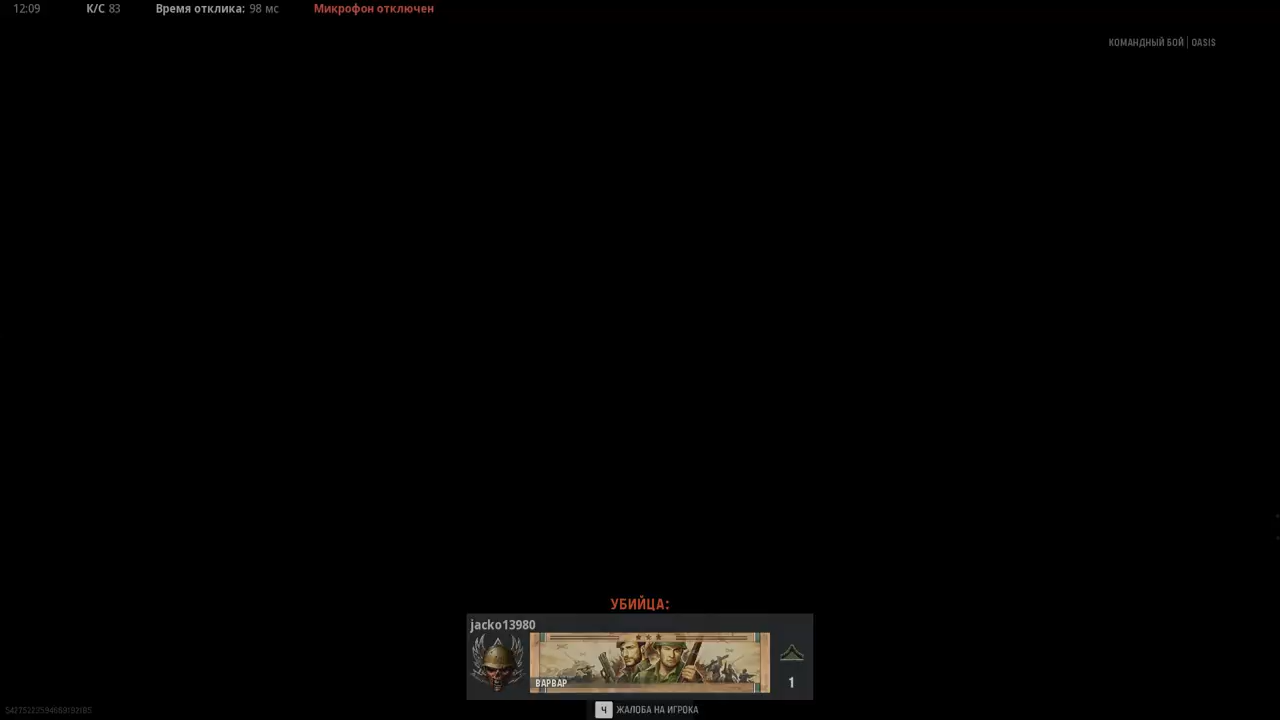 12:09 К/С 83 Время отклика: 98 мс Микрофон отключен
КОМАНДНЫЙ БОЙ | OASIS
УБИЙЦА:
jacko13980
ВАРВАР
1
Ч ЖАЛОБА НА ИГРОКА